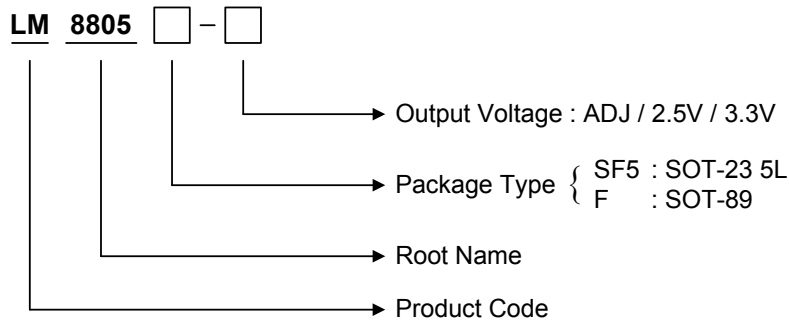 LM 8805 □ – □
Output Voltage : ADJ / 2.5V / 3.3V
Package Type { SF5 : SOT-23 5L
F : SOT-89
Root Name
Product Code